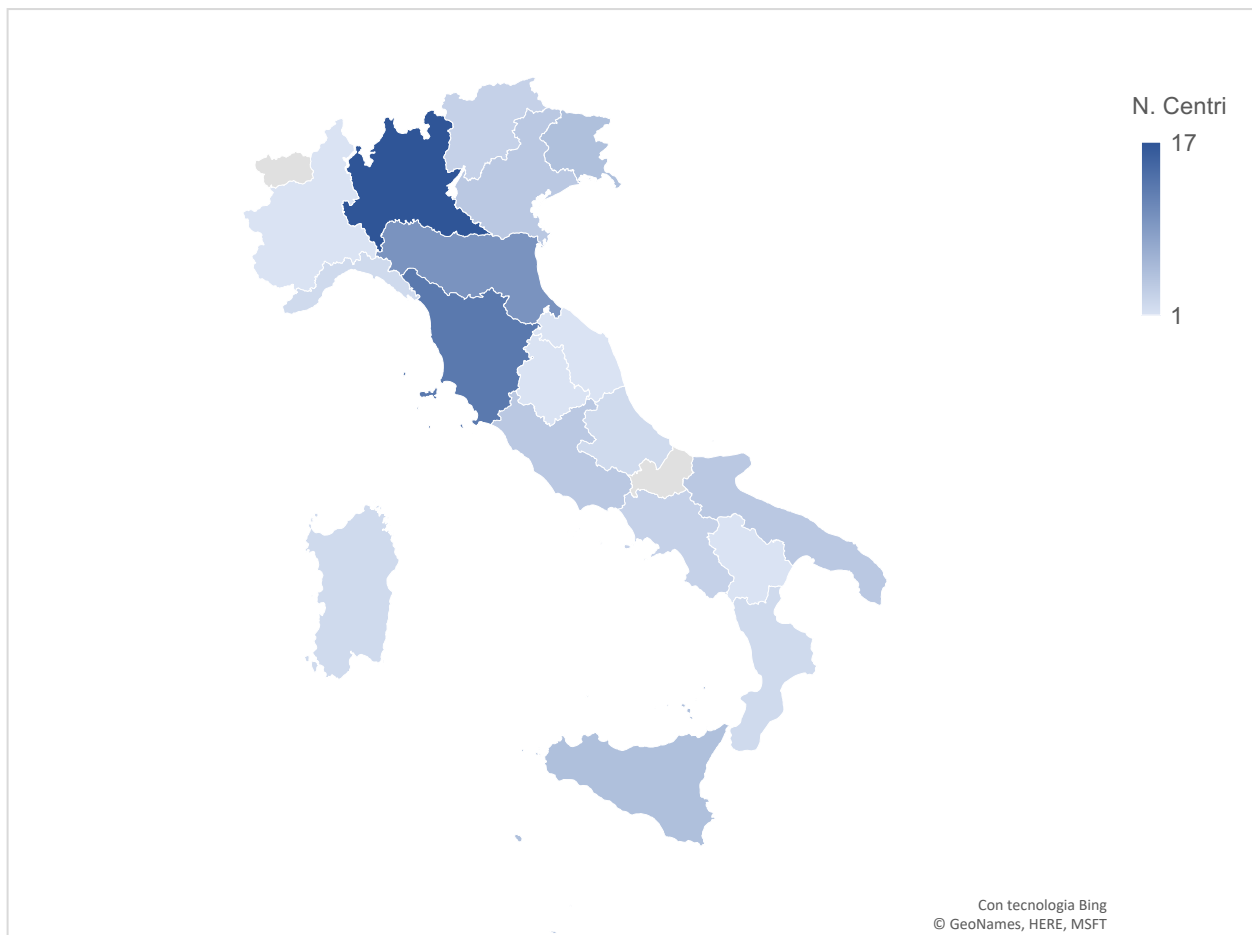 N. Centri
17
1
Con tecnologia Bing
© GeoNames, HERE, MSFT